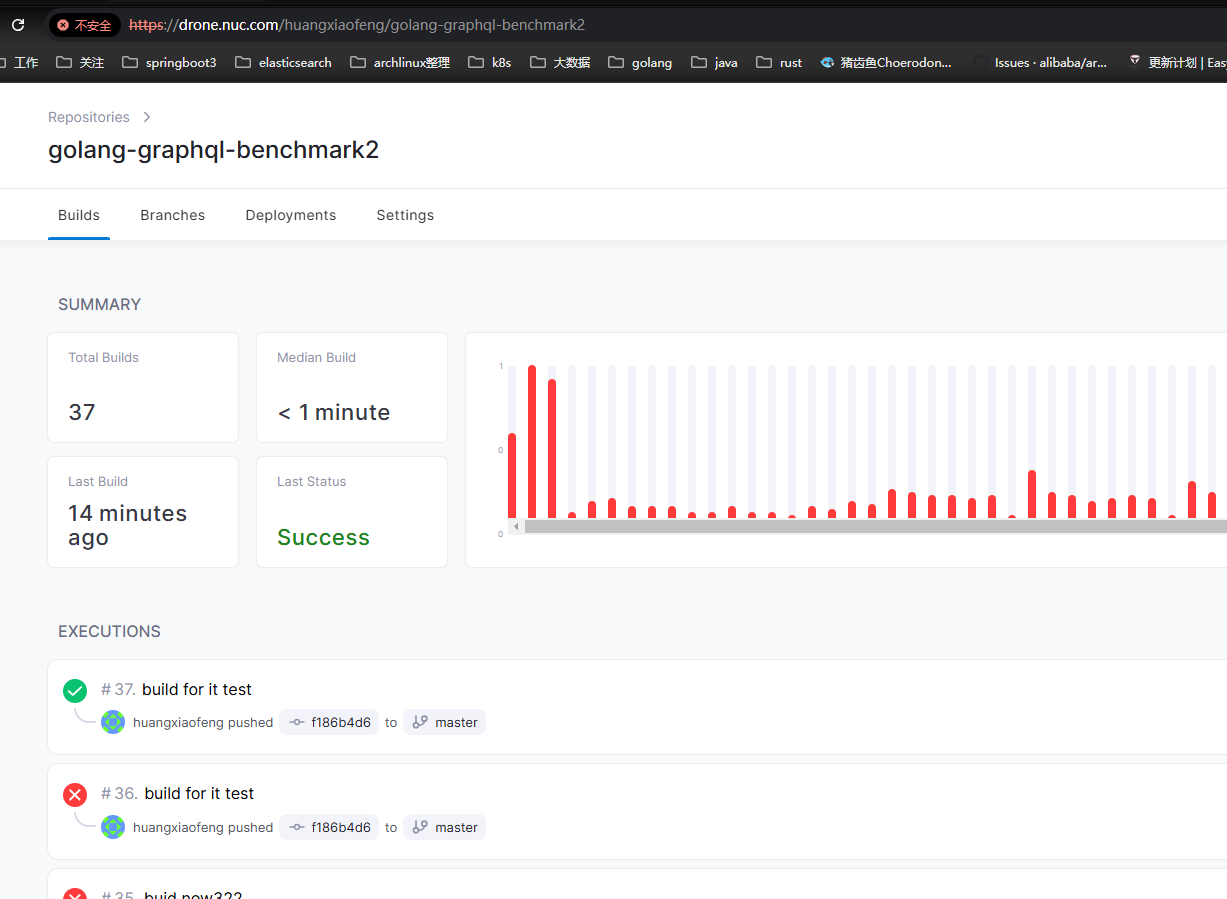 不安全 https://drone.nuc.com/huangxiaofeng/golang-graphql-benchmark2
工作 关注 springboot3 elasticsearch archlinux整理 k8s 大数据 golang java rust 猪齿鱼Choerodon... Issues · alibaba/ar... 更新计划 | Eas
Repositories
golang-graphql-benchmark2
Builds Branches Deployments Settings
SUMMARY
Total Builds
37
Median Build
< 1 minute
Last Build
14 minutes
ago
Last Status
Success
1
0
0
EXECUTIONS
#37. build for it test
huangxiaofeng pushed f186b4d6 to master
#36. build for it test
huangxiaofeng pushed f186b4d6 to master
#35. buid now322